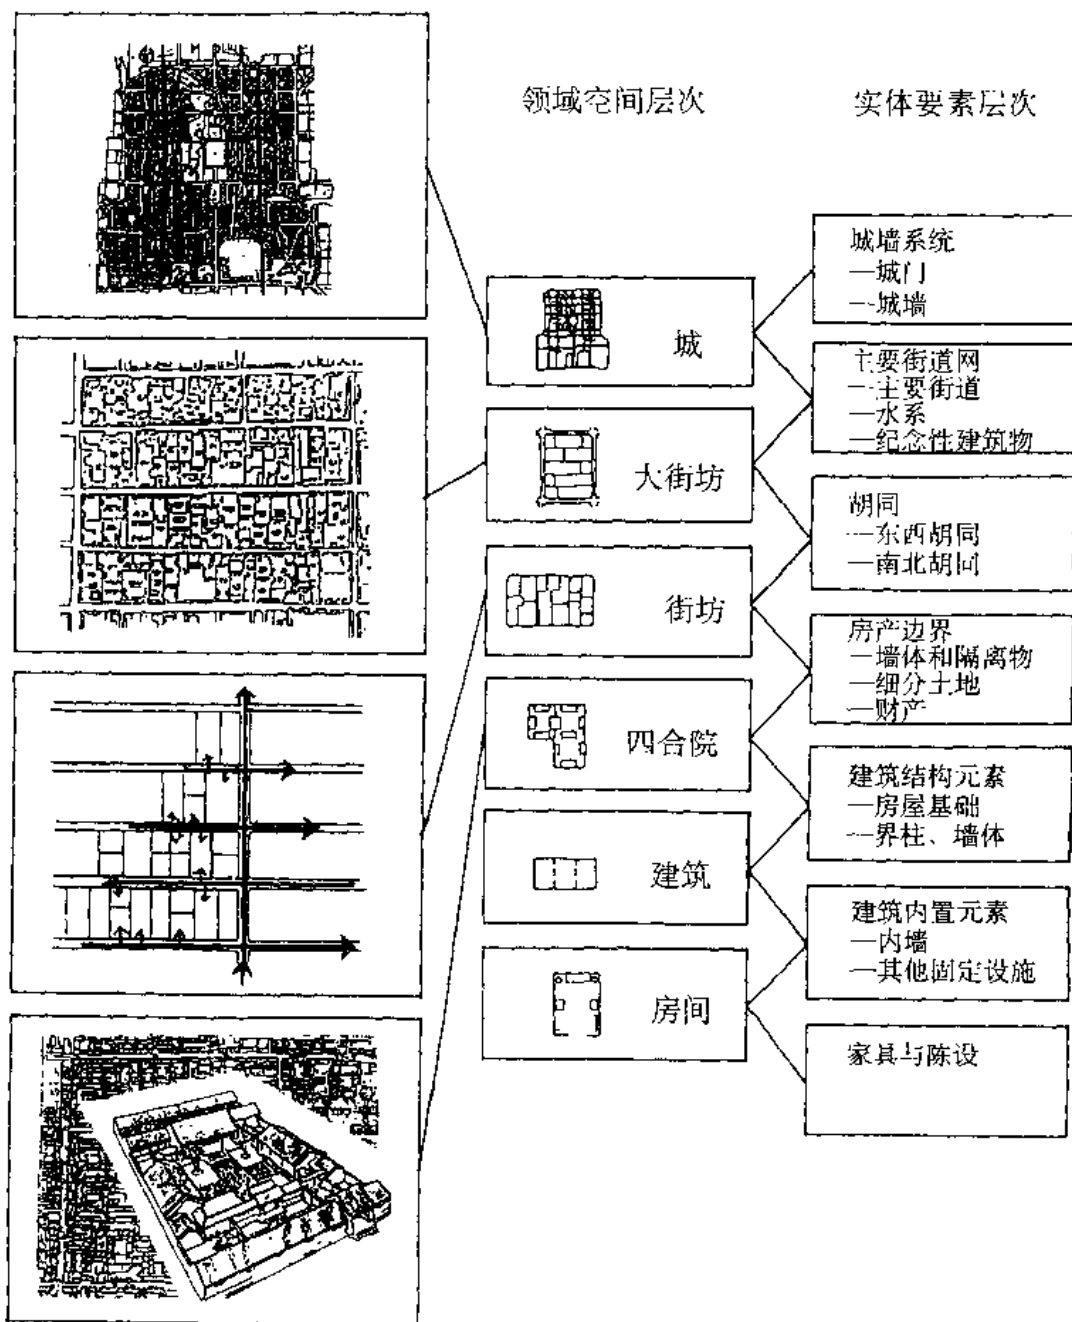 领域空间层次
实体要素层次
城
大街坊
街坊
四合院
建筑
房间
城墙系统
—城门
—城墙
主要街道网
—主要街道
—水系
—纪念性建筑物
胡同
—东西胡同
—南北胡同
房产边界
—墙体和隔离物
—细分土地
—财产
建筑结构元素
—房屋基础
—界柱、墙体
建筑内置元素
—内墙
—其他固定设施
家具与陈设